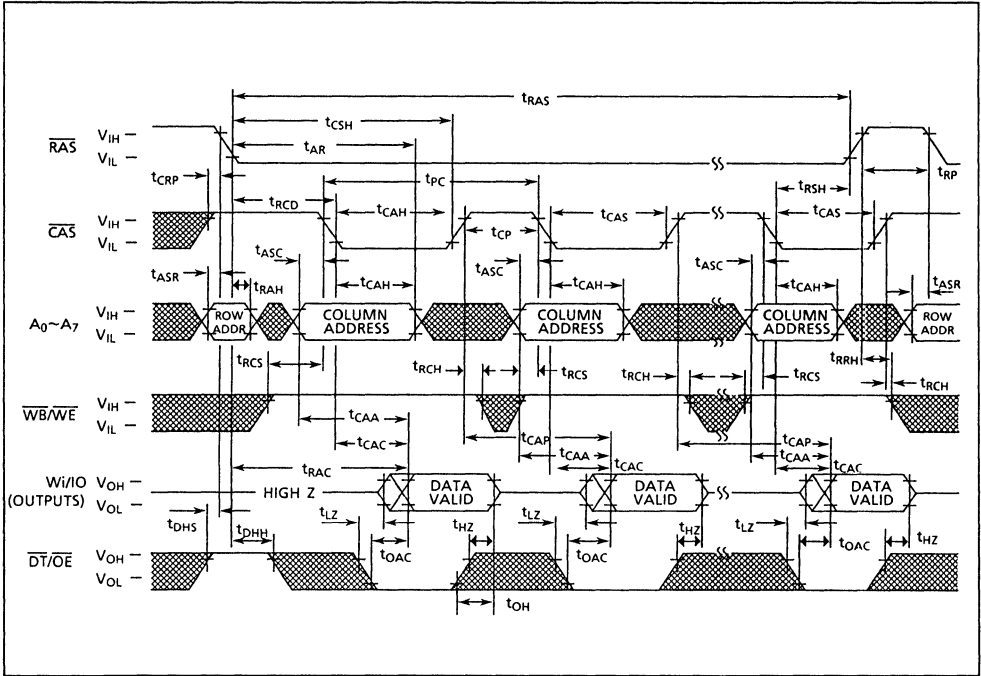 tRAS
tCSH
RAS VIH
VIL
tAR
tCRP
tPC
tRSH
tRP
tRCD
tCAH
tCAS
tCAS
CAS VIH
VIL
tCP
tASC
tASC
tASC
tASR
tRAH
tCAH
tCAH
tCAH
tASR
A0~A7 VIH
VIL
ROW ADDR
COLUMN ADDRESS
COLUMN ADDRESS
COLUMN ADDRESS
ROW ADDR
tRCS
tRCH
tRCS
tRCH
tRCS
tRRH
tRCH
WB/WE VIH
VIL
tCAA
tCAP
tCAP
tCAC
tCAA
tCAA
tRAC
tCAC
tCAC
Wi/IO (OUTPUTS) VOH
VOL
HIGH Z
DATA VALID
DATA VALID
DATA VALID
tDHS
tDHH
tLZ
tHZ
tLZ
tHZ
tLZ
tHZ
tOAC
tOAC
tOAC
DT/OE VOH
VOL
tOH